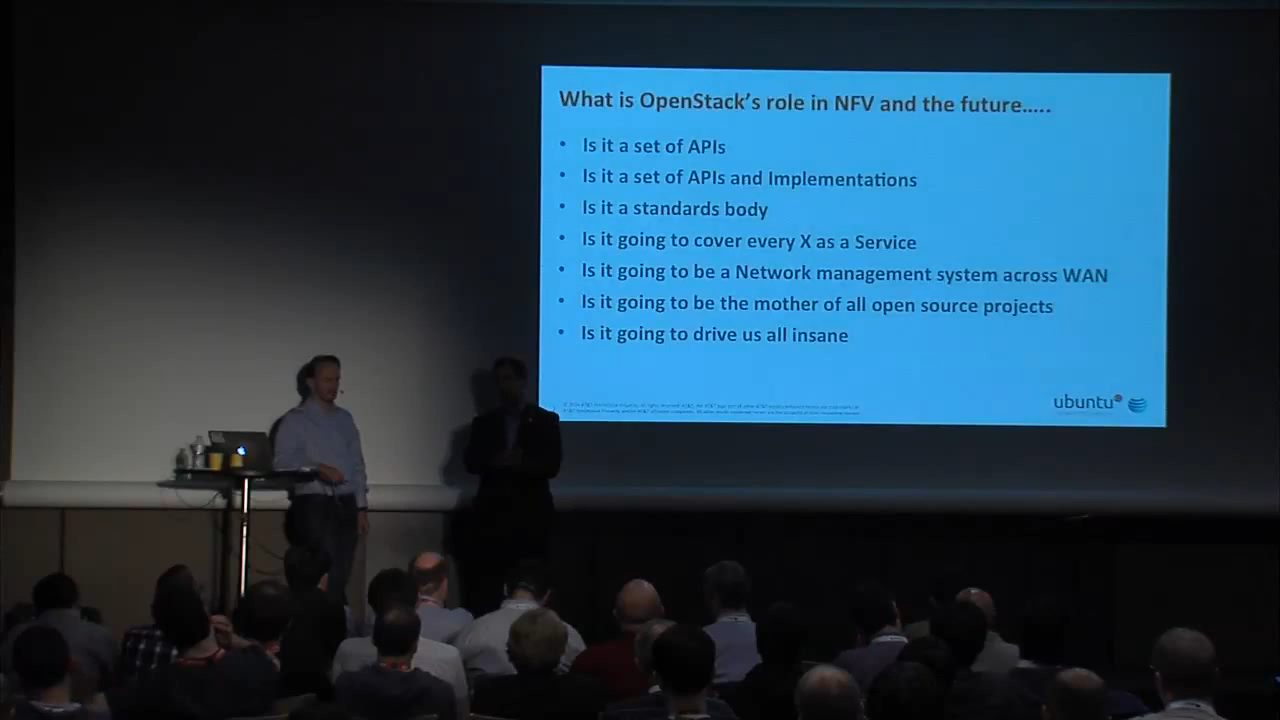 What is OpenStack's role in NFV and the future.....
• Is it a set of APIs
• Is it a set of APIs and Implementations
• Is it a standards body
• Is it going to cover every X as a Service
• Is it going to be a Network management system across WAN
• Is it going to be the mother of all open source projects
• Is it going to drive us all insane
ubuntu